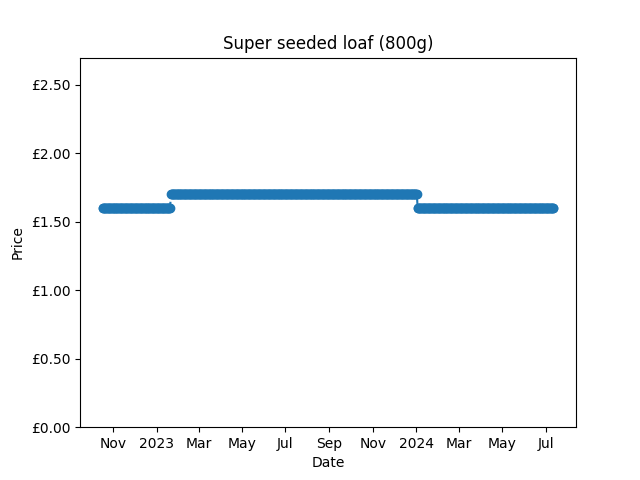 Super seeded loaf (800g)
£2.50
£2.00
£1.50
£1.00
£0.50
£0.00
Price
Nov 2023 Mar May Jul Sep Nov 2024 Mar May Jul
Date